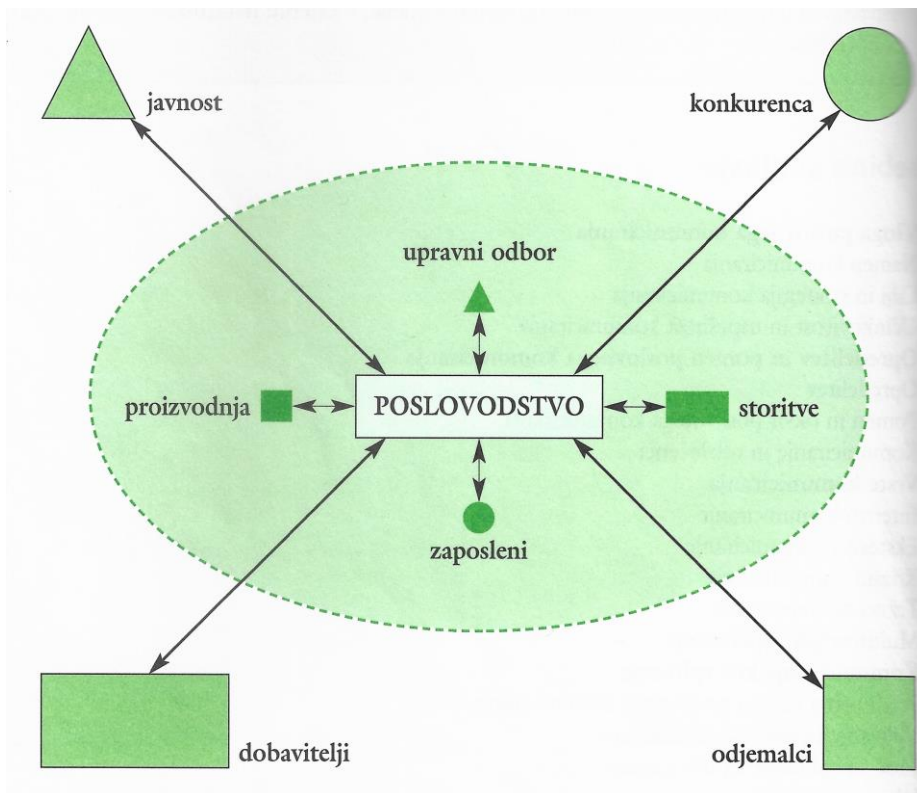 javnost
konkurenca
upravni odbor
proizvodnja
POSLOVODSTVO
storitve
zaposleni
dobavitelji
odjemalci